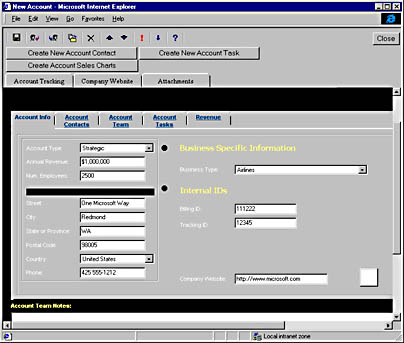 New Account - Microsoft Internet Explorer
File Edit View Go Favorites Help
Close
Create New Account Contact Create New Account Task
Create Account Sales Charts
Account Tracking Company Website Attachments
Account Info Account Contacts Account Team Account Tasks Revenue
Account Type: Strategic
Business Specific Information
Annual Revenue: $1,000,000
Business Type: Airlines
Num. Employees: 2500
Internal IDs
Street: One Microsoft Way
Billing ID: 111222
City: Redmond
Tracking ID: 12345
State or Province: WA
Postal Code: 98005
Country: United States
Phone: 425 555-1212
Company Website: http://www.microsoft.com
Account Team Notes:
Local intranet zone